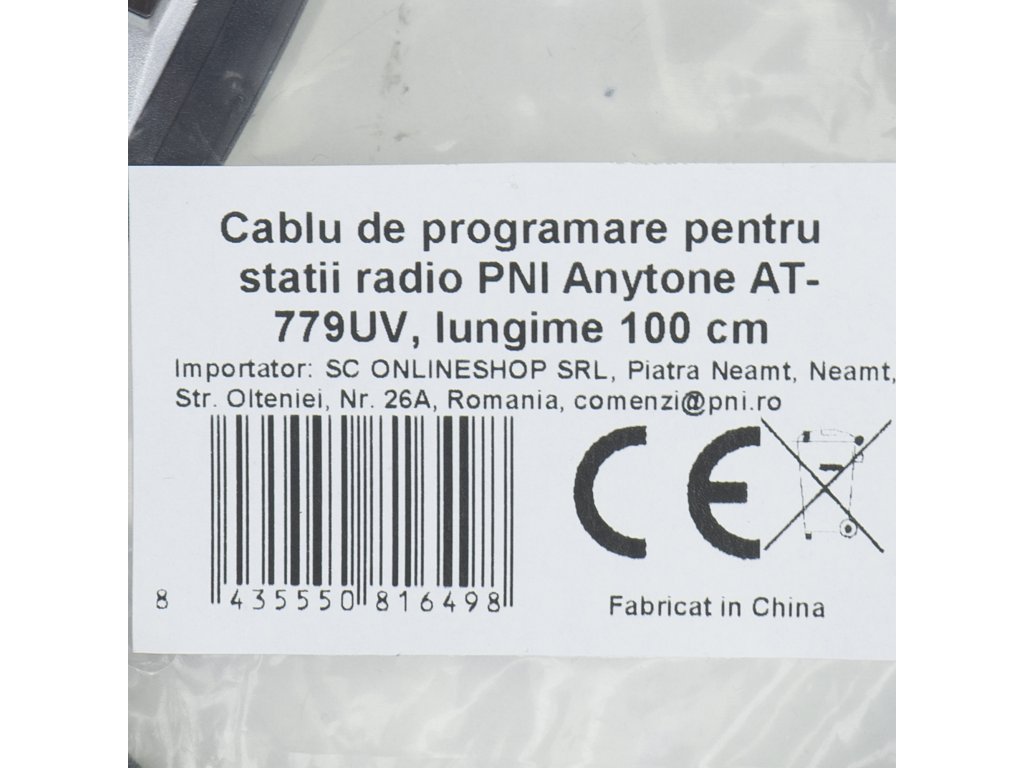 Cablu de programare pentru
statii radio PNI Anytone AT-
779UV, lungime 100 cm
Importator: SC ONLINESHOP SRL, Piatra Neamt, Neamt,
Str. Olteniei, Nr. 26A, Romania, comenzi@pni.ro
CE
8 435550 816498
Fabricat in China